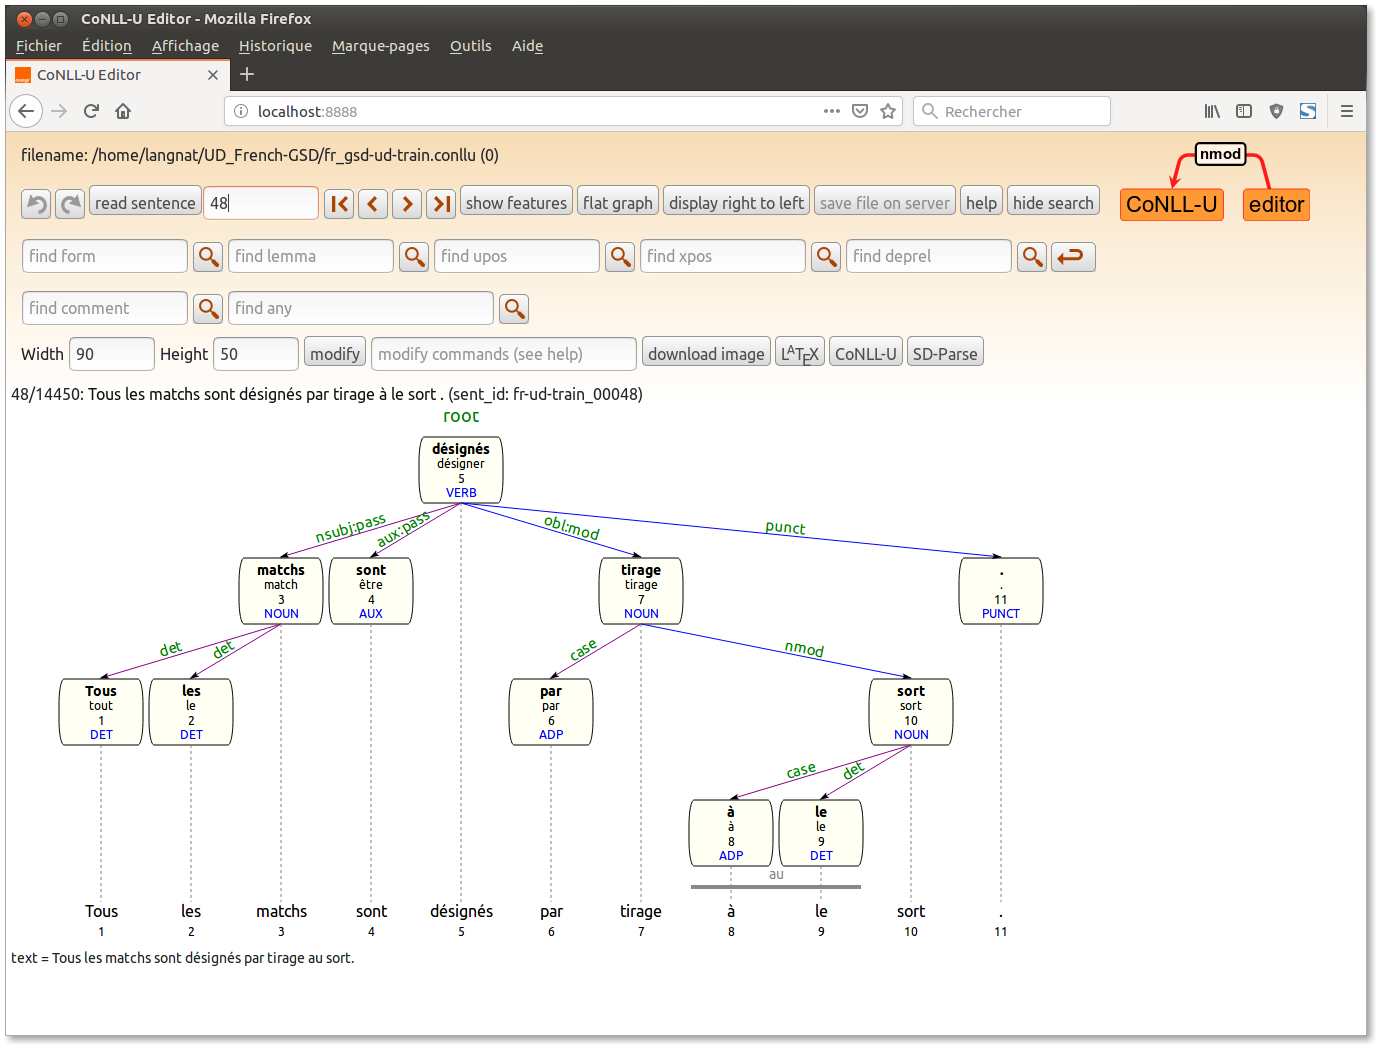 CoNLL-U Editor - Mozilla Firefox
Fichier Édition Affichage Historique Marque-pages Outils Aide
CoNLL-U Editor
localhost:8888 Rechercher
filename: /home/langnat/UD_French-GSD/fr_gsd-ud-train.conllu (0)
nmod
CoNLL-U editor
read sentence 48 show features flat graph display right to left save file on server help hide search
find form find lemma find upos find xpos find deprel
find comment find any
Width 90 Height 50 modify modify commands (see help) download image LATEX CoNLL-U SD-Parse
48/14450: Tous les matchs sont désignés par tirage à le sort . (sent_id: fr-ud-train_00048)
root
désignés
désigner
5
VERB
nsubj:pass aux:pass obl:mod punct
matchs sont tirage .
match être tirage .
3 4 7 11
NOUN AUX NOUN PUNCT
det det case nmod
Tous les par sort
tout le par sort
1 2 6 10
DET DET ADP NOUN
case det
à le
à le
8 9
ADP DET
au
Tous les matchs sont désignés par tirage à le sort .
1 2 3 4 5 6 7 8 9 10 11
text = Tous les matchs sont désignés par tirage au sort.